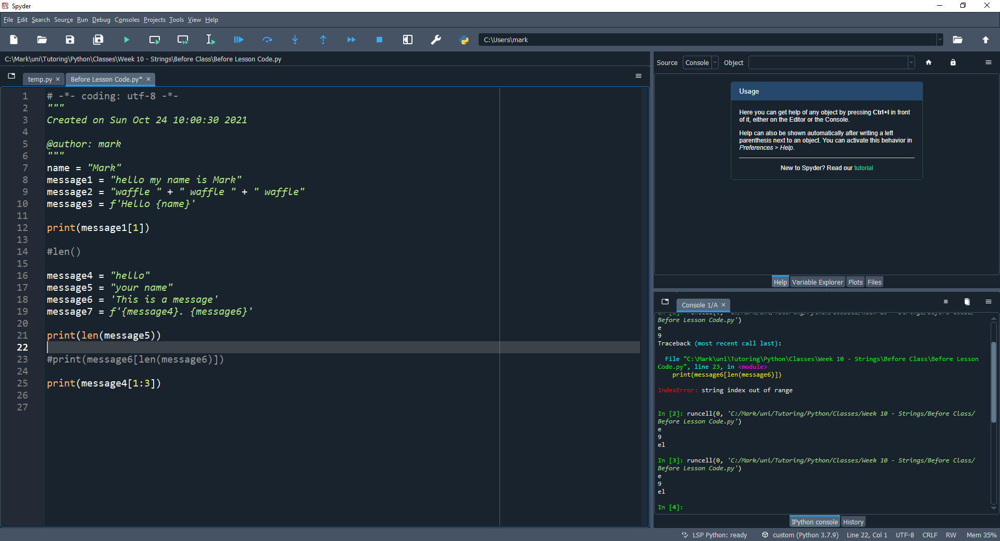 Spyder
File Edit Search Source Run Debug Consoles Projects Tools View Help
C:\Users\mark
C:\Mark\uni\Tutoring\Python\Classes\Week 10 - Strings\Before Class\Before Lesson Code.py
temp.py
Before Lesson Code.py*
1 # -*- coding: utf-8 -*-
2 """
3 Created on Sun Oct 24 10:00:30 2021
4
5 @author: mark
6 """
7 name = "Mark"
8 message1 = "hello my name is Mark"
9 message2 = "waffle " + " waffle " + " waffle"
10 message3 = f'Hello {name}'
11
12 print(message1[1])
13
14 #len()
15
16 message4 = "hello"
17 message5 = "your name"
18 message6 = 'This is a message'
19 message7 = f'{message4}. {message6}'
20
21 print(len(message5))
22
23 #print(message6[len(message6)])
24
25 print(message4[1:3])
26
27
Source Console Object
Usage
Here you can get help of any object by pressing Ctrl+I in front
of it, either on the Editor or the Console.
Help can also be shown automatically after writing a left
parenthesis next to an object. You can activate this behavior in
Preferences > Help.
New to Spyder? Read our tutorial
Help Variable Explorer Plots Files
Console 1/A
Before Lesson Code.py')
e
9
Traceback (most recent call last):
File "C:\Mark\uni\Tutoring\Python\Classes\Week 10 - Strings\Before Class\Before Lesson
Code.py", line 23, in <module>
print(message6[len(message6)])
IndexError: string index out of range
In [2]: runcell(0, 'C:/Mark/uni/Tutoring/Python/Classes/Week 10 - Strings/Before Class/
Before Lesson Code.py')
e
9
el
In [3]: runcell(0, 'C:/Mark/uni/Tutoring/Python/Classes/Week 10 - Strings/Before Class/
Before Lesson Code.py')
e
9
el
In [4]:
IPython console History
LSP Python: ready custom (Python 3.7.9) Line 22, Col 1 UTF-8 CRLF RW Mem 35%